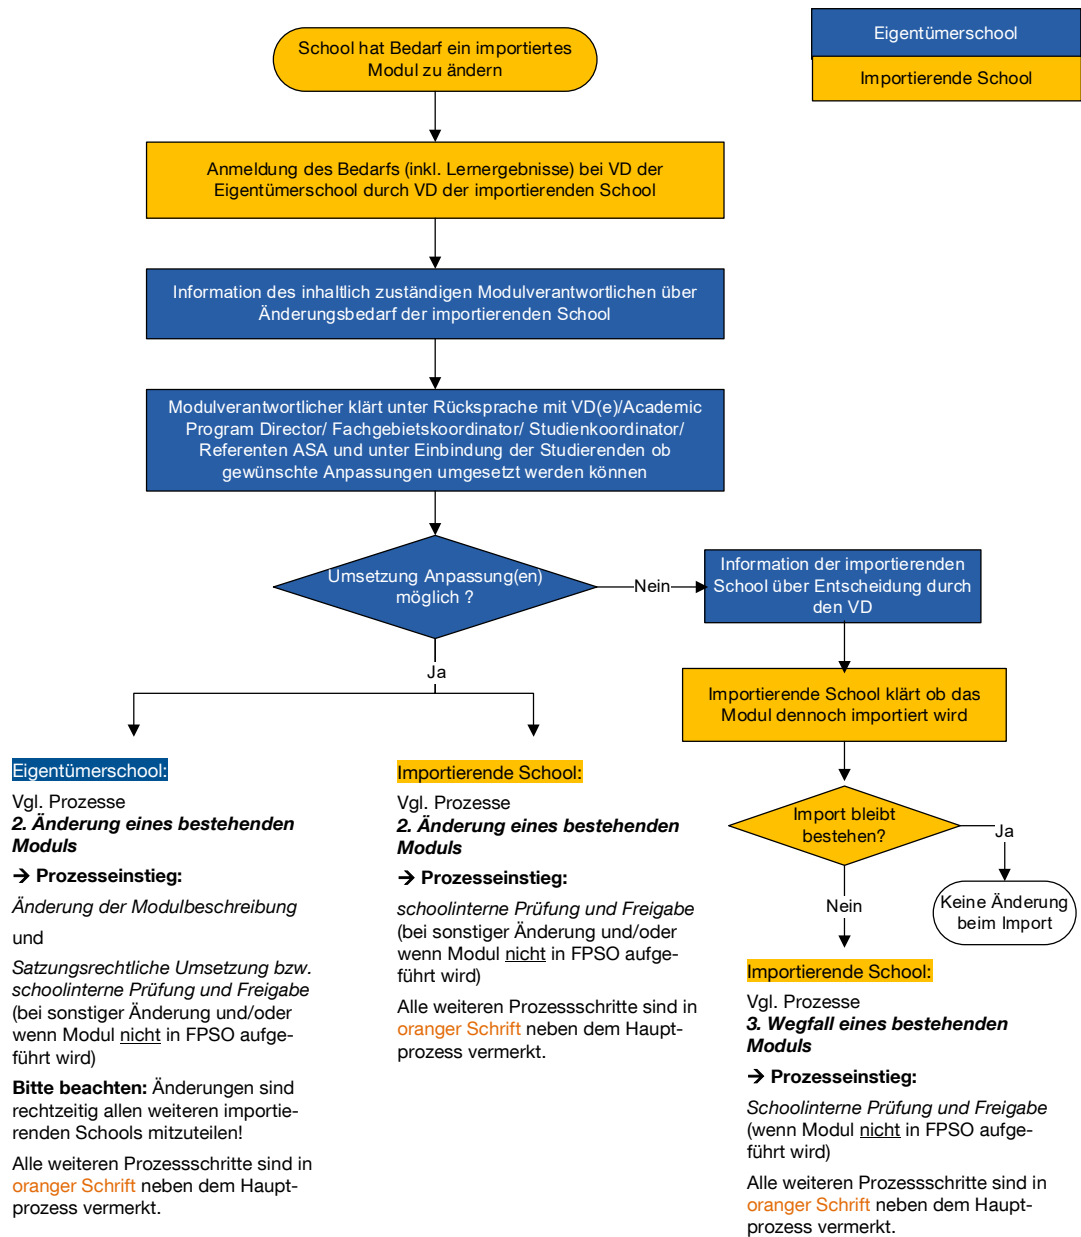 School hat Bedarf ein importiertes
Modul zu ändern
Eigentümerschool
Importierende School
Anmeldung des Bedarfs (inkl. Lernergebnisse) bei VD der
Eigentümerschool durch VD der importierenden School
Information des inhaltlich zuständigen Modulverantwortlichen über
Änderungsbedarf der importierenden School
Modulverantwortlicher klärt unter Rücksprache mit VD(e)/Academic
Program Director/ Fachgebietskoordinator/ Studienkoordinator/
Referenten ASA und unter Einbindung der Studierenden ob
gewünschte Anpassungen umgesetzt werden können
Umsetzung Anpassung(en)
möglich ?
Nein
Information der importierenden
School über Entscheidung durch
den VD
Ja
Importierende School klärt ob das
Modul dennoch importiert wird
Import bleibt
bestehen?
Ja
Keine Änderung
beim Import
Nein
Eigentümerschool:
Vgl. Prozesse
2. Änderung eines bestehenden
Moduls
→ Prozesseinstieg:
Änderung der Modulbeschreibung
und
Satzungsrechtliche Umsetzung bzw.
schoolinterne Prüfung und Freigabe
(bei sonstiger Änderung und/oder
wenn Modul nicht in FPSO aufge-
führt wird)
Bitte beachten: Änderungen sind
rechtzeitig allen weiteren importie-
renden Schools mitzuteilen!
Alle weiteren Prozessschritte sind in
oranger Schrift neben dem Haupt-
prozess vermerkt.
Importierende School:
Vgl. Prozesse
2. Änderung eines bestehenden
Moduls
→ Prozesseinstieg:
schoolinterne Prüfung und Freigabe
(bei sonstiger Änderung und/oder
wenn Modul nicht in FPSO aufge-
führt wird)
Alle weiteren Prozessschritte sind in
oranger Schrift neben dem Haupt-
prozess vermerkt.
Importierende School:
Vgl. Prozesse
3. Wegfall eines bestehenden
Moduls
→ Prozesseinstieg:
Schoolinterne Prüfung und Freigabe
(wenn Modul nicht in FPSO aufge-
führt wird)
Alle weiteren Prozessschritte sind in
oranger Schrift neben dem Haupt-
prozess vermerkt.